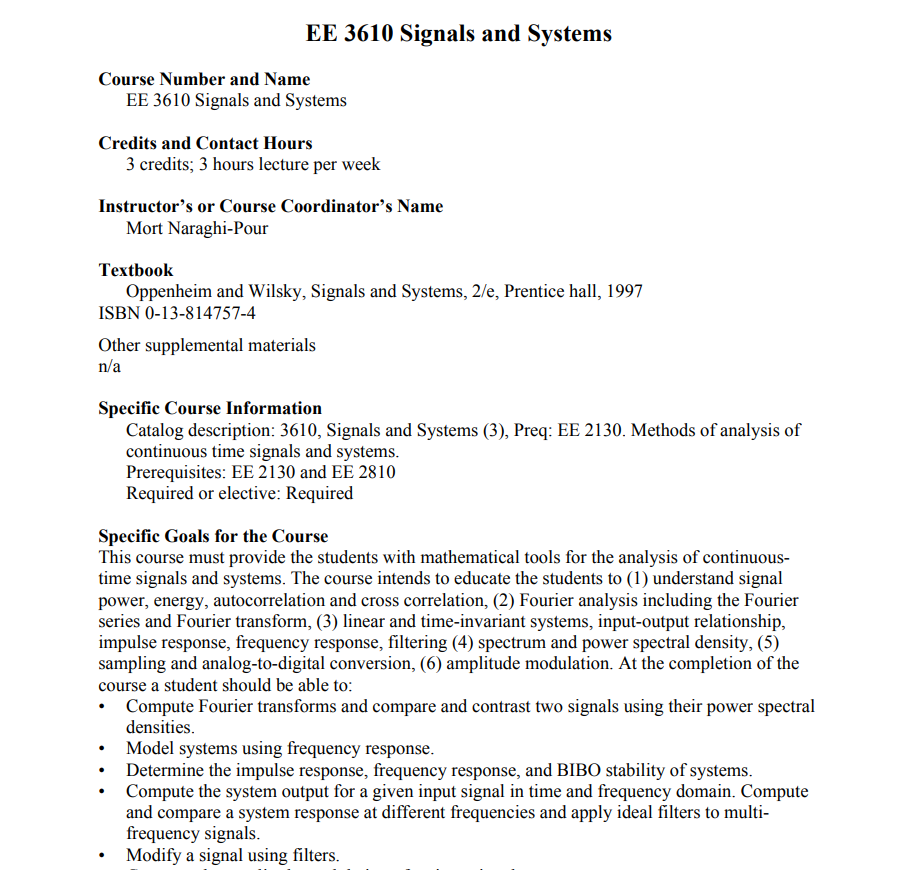 EE 3610 Signals and Systems
Course Number and Name
EE 3610 Signals and Systems
Credits and Contact Hours
3 credits; 3 hours lecture per week
Instructor’s or Course Coordinator’s Name
Mort Naraghi-Pour
Textbook
Oppenheim and Wilsky, Signals and Systems, 2/e, Prentice hall, 1997
ISBN 0-13-814757-4
Other supplemental materials
n/a
Specific Course Information
Catalog description: 3610, Signals and Systems (3), Preq: EE 2130. Methods of analysis of
continuous time signals and systems.
Prerequisites: EE 2130 and EE 2810
Required or elective: Required
Specific Goals for the Course
This course must provide the students with mathematical tools for the analysis of continuous-
time signals and systems. The course intends to educate the students to (1) understand signal
power, energy, autocorrelation and cross correlation, (2) Fourier analysis including the Fourier
series and Fourier transform, (3) linear and time-invariant systems, input-output relationship,
impulse response, frequency response, filtering (4) spectrum and power spectral density, (5)
sampling and analog-to-digital conversion, (6) amplitude modulation. At the completion of the
course a student should be able to:
• Compute Fourier transforms and compare and contrast two signals using their power spectral
densities.
• Model systems using frequency response.
• Determine the impulse response, frequency response, and BIBO stability of systems.
• Compute the system output for a given input signal in time and frequency domain. Compute
and compare a system response at different frequencies and apply ideal filters to multi-
frequency signals.
• Modify a signal using filters.